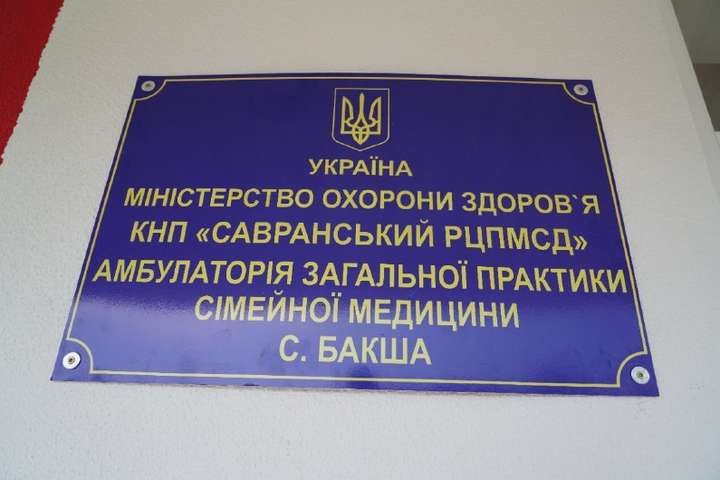 УКРАЇНА
МІНІСТЕРСТВО ОХОРОНИ ЗДОРОВ`Я
КНП «САВРАНСЬКИЙ РЦПМСД»
АМБУЛАТОРІЯ ЗАГАЛЬНОЇ ПРАКТИКИ
СІМЕЙНОЇ МЕДИЦИНИ
С. БАКША